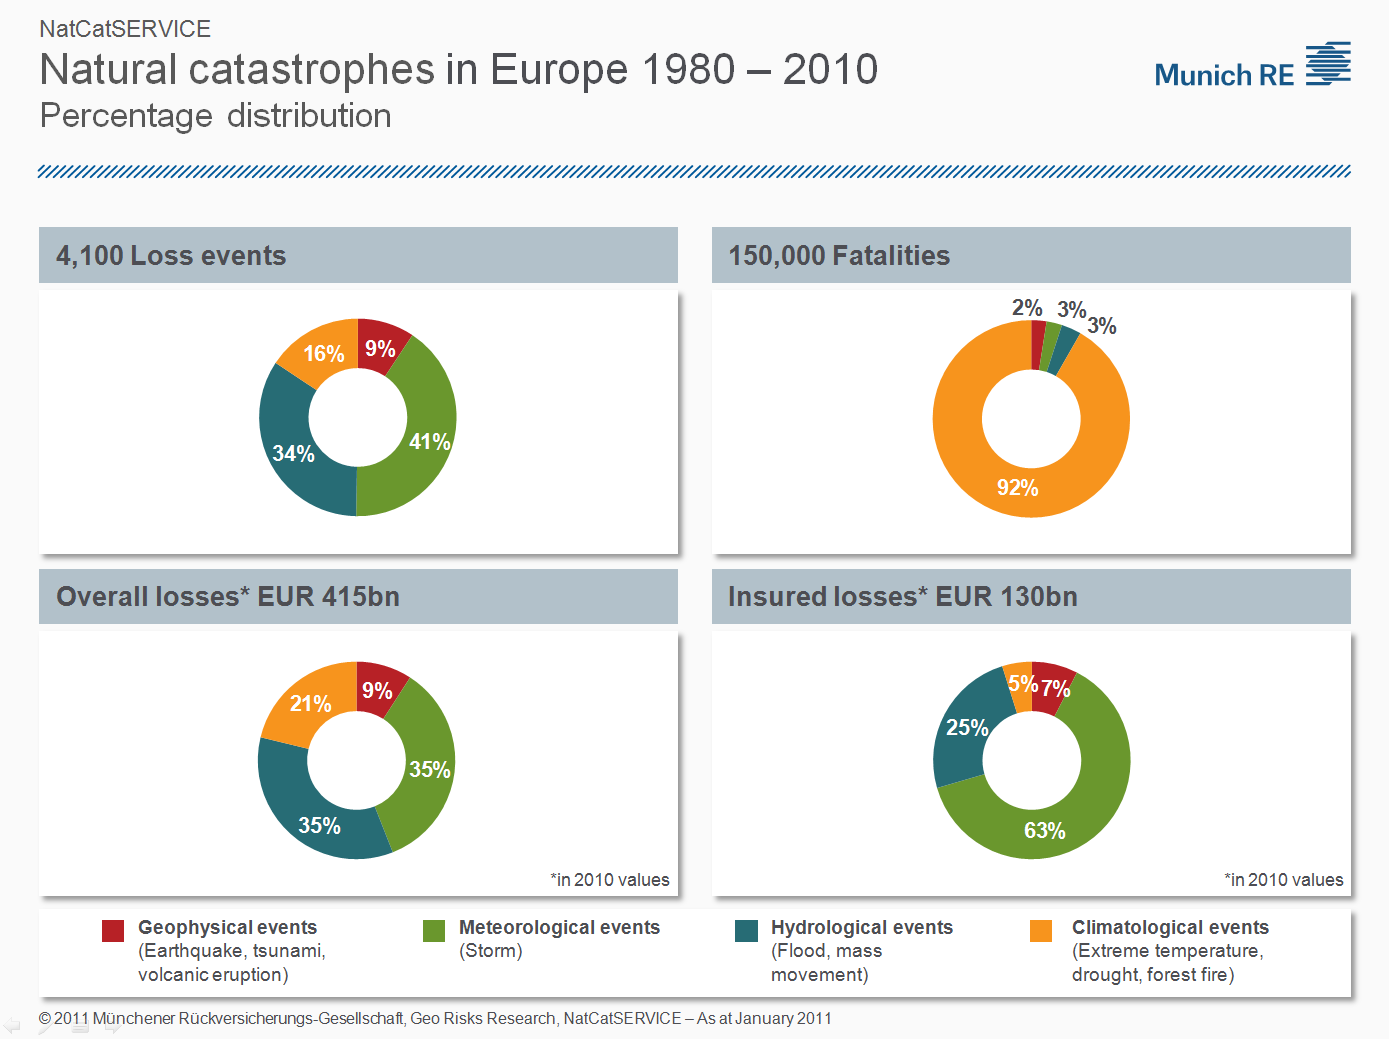 NatCatSERVICE
Natural catastrophes in Europe 1980 – 2010
Percentage distribution
Munich RE
4,100 Loss events
9%
41%
34%
16%
150,000 Fatalities
2%
3%
3%
92%
Overall losses* EUR 415bn
9%
35%
35%
21%
*in 2010 values
Insured losses* EUR 130bn
7%
63%
25%
5%
*in 2010 values
Geophysical events
(Earthquake, tsunami,
volcanic eruption)
Meteorological events
(Storm)
Hydrological events
(Flood, mass
movement)
Climatological events
(Extreme temperature,
drought, forest fire)
© 2011 Münchener Rückversicherungs-Gesellschaft, Geo Risks Research, NatCatSERVICE – As at January 2011